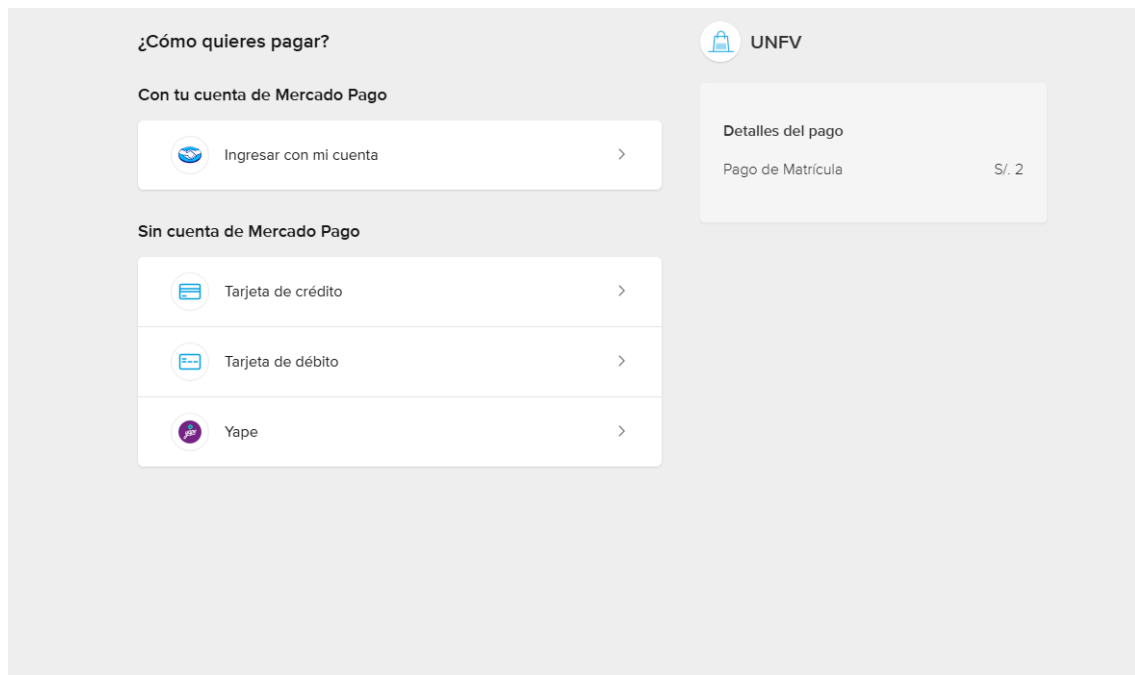 ¿Cómo quieres pagar?
Con tu cuenta de Mercado Pago
Ingresar con mi cuenta
Sin cuenta de Mercado Pago
Tarjeta de crédito
Tarjeta de débito
yape
Yape
UNFV
Detalles del pago
Pago de Matrícula S/. 2